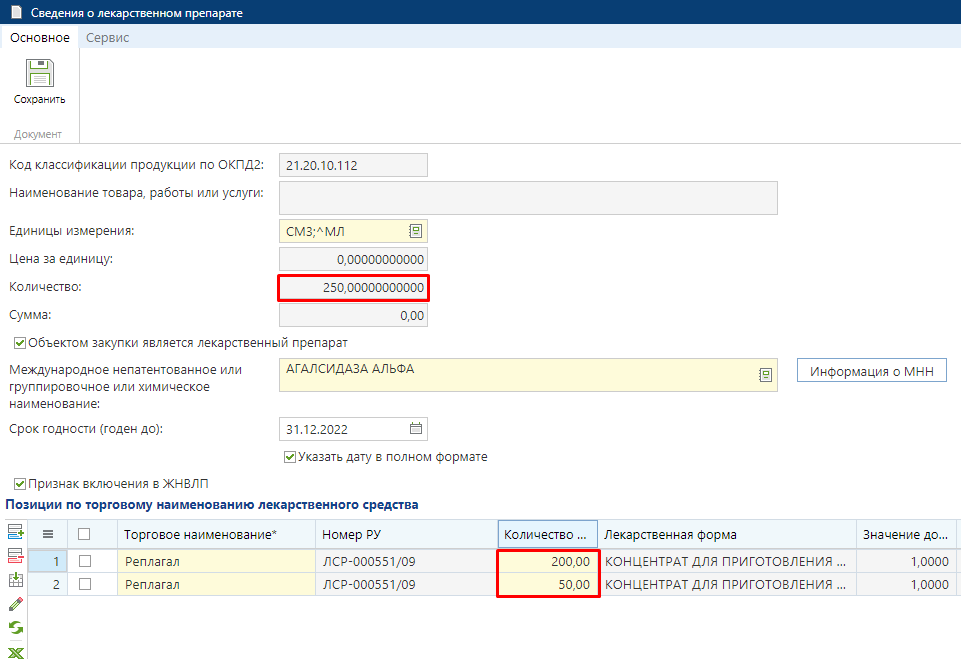 Сведения о лекарственном препарате
Основное Сервис
Сохранить
Документ
Код классификации продукции по ОКПД2: 21.20.10.112
Наименование товара, работы или услуги:
Единицы измерения: СМ3;^МЛ
Цена за единицу: 0,00000000000
Количество: 250,00000000000
Сумма: 0,00
Объектом закупки является лекарственный препарат
Международное непатентованное или
группировочное или химическое
наименование:
АГАЛСИДАЗА АЛЬФА
Информация о МНН
Срок годности (годен до): 31.12.2022
Указать дату в полном формате
Признак включения в ЖНВЛП
Позиции по торговому наименованию лекарственного средства
Торговое наименование* Номер РУ Количество ... Лекарственная форма Значение до...
1 Реплагал ЛСР-000551/09 200,00 КОНЦЕНТРАТ ДЛЯ ПРИГОТОВЛЕНИЯ ... 1,0000
2 Реплагал ЛСР-000551/09 50,00 КОНЦЕНТРАТ ДЛЯ ПРИГОТОВЛЕНИЯ ... 1,0000